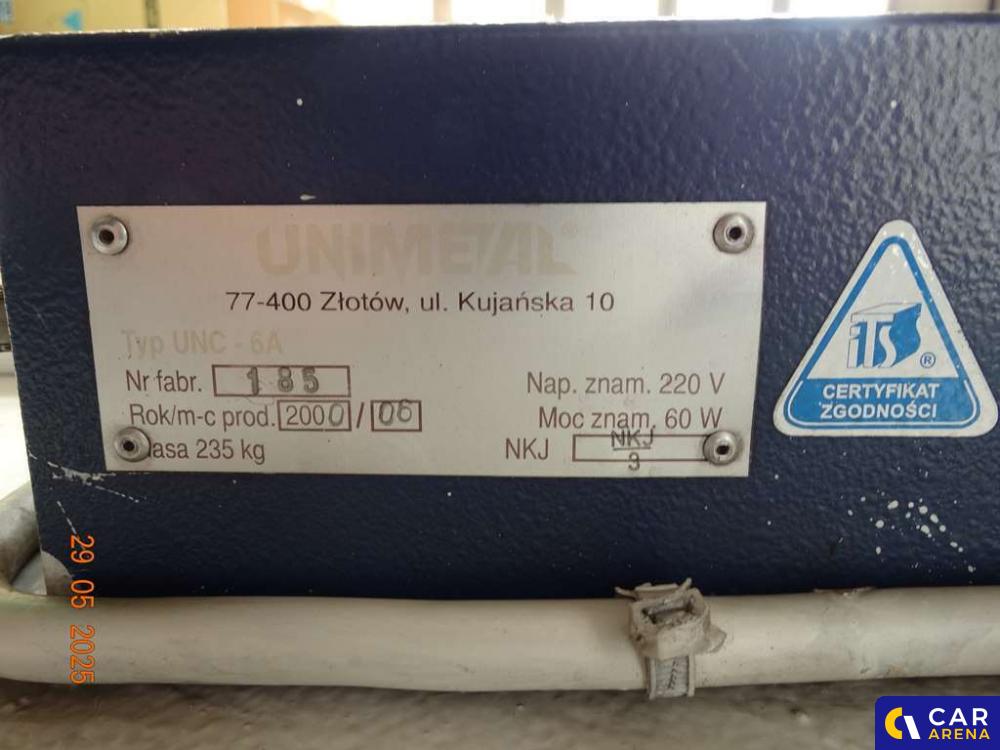 UNIMETAL®
77-400 Złotów, ul. Kujańska 10
Typ UNC - 6A
Nr fabr. 185
Nap. znam. 220 V
Rok/m-c prod. 2000 / 06
Moc znam. 60 W
asa 235 kg
NKJ NKJ
3
iTS ®
CERTYFIKAT
ZGODNOŚCI
29 05 2025
CAR
ARENA